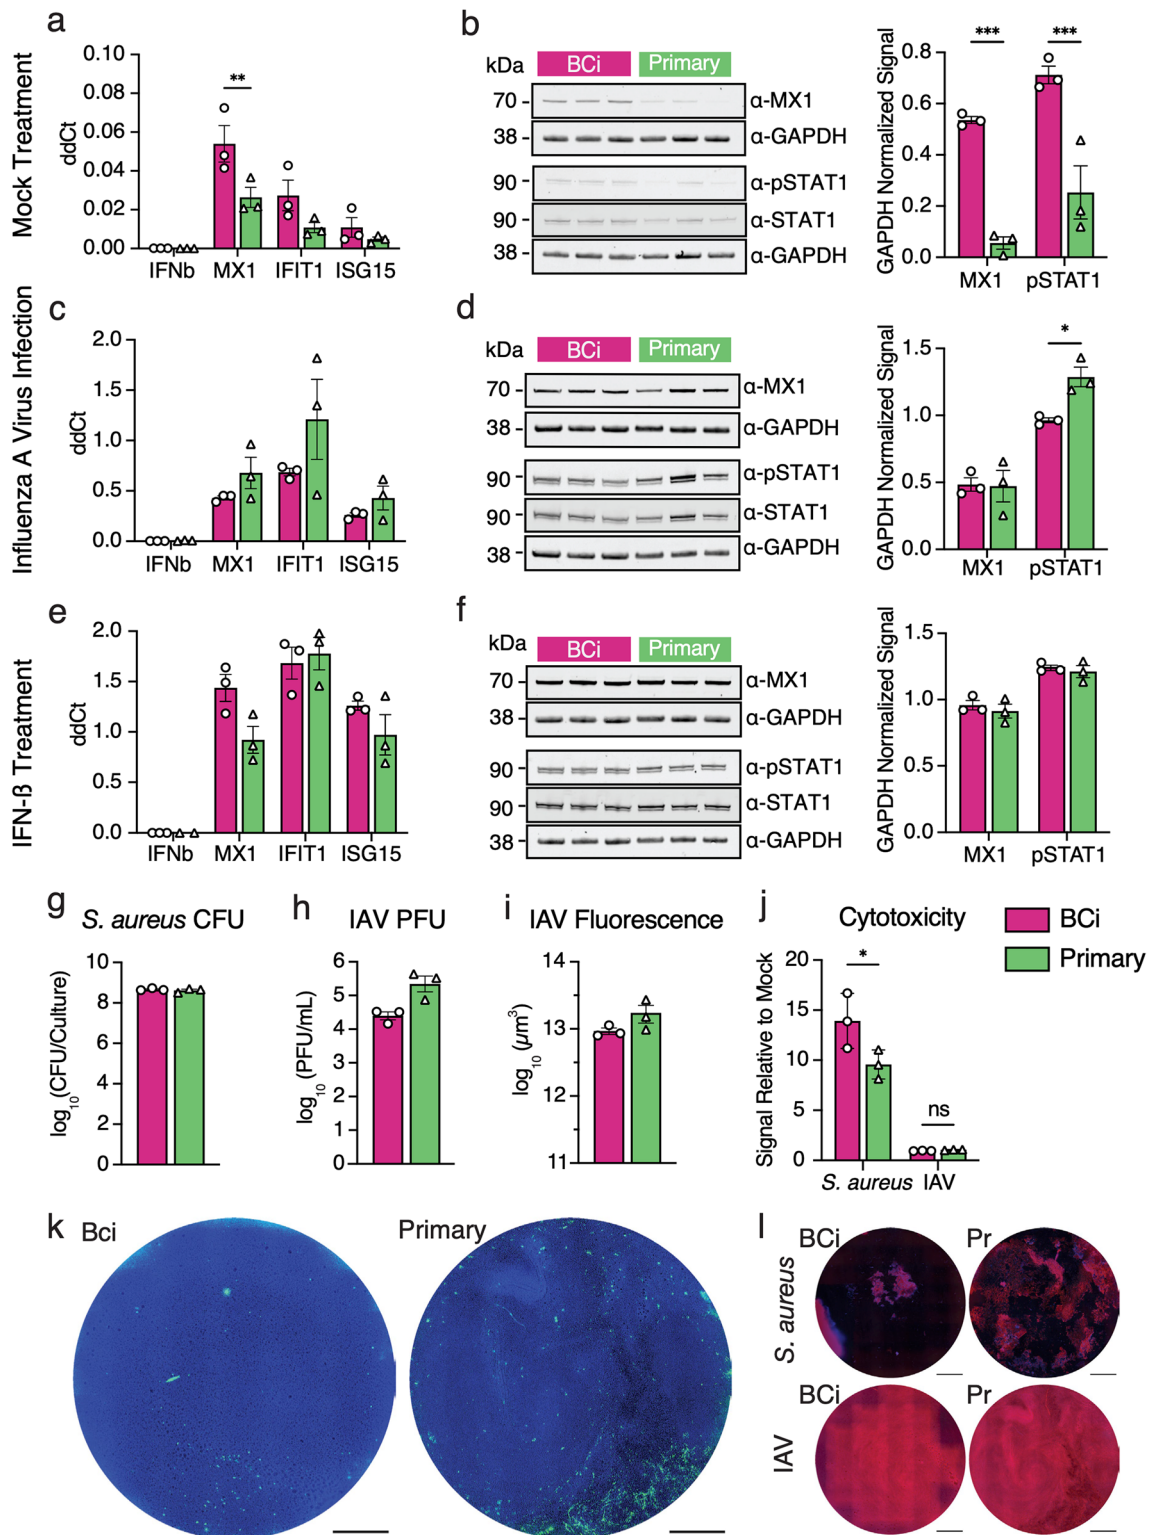 a
Mock Treatment
ddCt
0.10
0.08
0.06
0.04
0.02
0.00
**
IFNb MX1 IFIT1 ISG15
b
kDa BCi Primary
70 α-MX1
38 α-GAPDH
90 α-pSTAT1
90 α-STAT1
38 α-GAPDH
GAPDH Normalized Signal
0.8
0.6
0.4
0.2
0.0
*** ***
MX1 pSTAT1
c
Influenza A Virus Infection
ddCt
2.0
1.5
1.0
0.5
0.0
IFNb MX1 IFIT1 ISG15
d
kDa BCi Primary
70 α-MX1
38 α-GAPDH
90 α-pSTAT1
90 α-STAT1
38 α-GAPDH
GAPDH Normalized Signal
1.5
1.0
0.5
0.0
*
MX1 pSTAT1
e
IFN-ß Treatment
ddCt
2.0
1.5
1.0
0.5
0.0
IFNb MX1 IFIT1 ISG15
f
kDa BCi Primary
70 α-MX1
38 α-GAPDH
90 α-pSTAT1
90 α-STAT1
38 α-GAPDH
GAPDH Normalized Signal
1.5
1.0
0.5
0.0
MX1 pSTAT1
g
S. aureus CFU
log10(CFU/Culture)
10
8
6
4
2
0
h
IAV PFU
log10 (PFU/mL)
6
5
4
3
2
1
0
i
IAV Fluorescence
log10 (µm³)
14
13
12
11
j
Cytotoxicity
Signal Relative to Mock
20
15
10
5
0
*
ns
S. aureus IAV
BCi
Primary
k
Bci
Primary
l
BCi Pr
S. aureus
BCi Pr
IAV